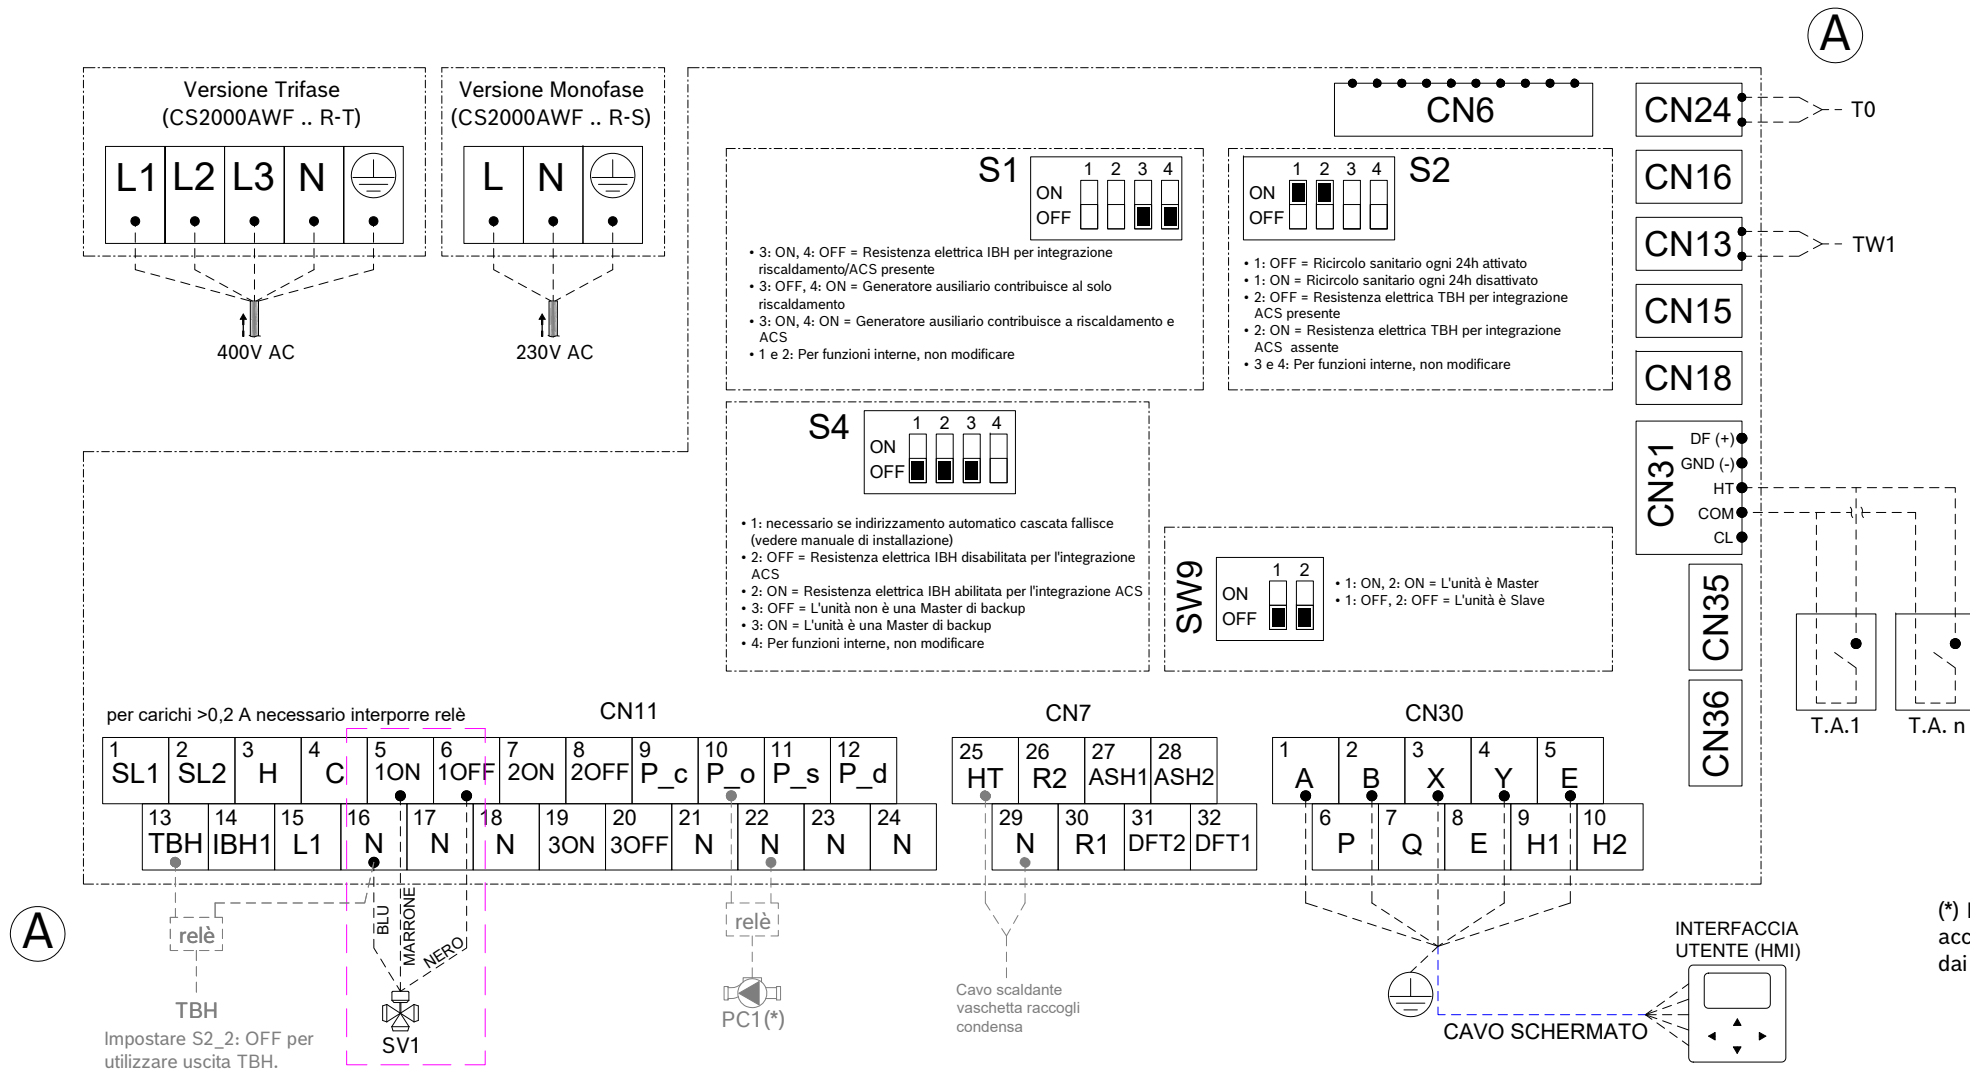 A
Versione Trifase
(CS2000AWF .. R-T)
L1 L2 L3 N
400V AC
Versione Monofase
(CS2000AWF .. R-S)
L N
230V AC
CN6
CN24
T0
CN16
CN13
TW1
CN15
CN18
S1
1 2 3 4
ON
OFF
• 3: ON, 4: OFF = Resistenza elettrica IBH per integrazione
riscaldamento/ACS presente
• 3: OFF, 4: ON = Generatore ausiliario contribuisce al solo
riscaldamento
• 3: ON, 4: ON = Generatore ausiliario contribuisce a riscaldamento e
ACS
• 1 e 2: Per funzioni interne, non modificare
S2
1 2 3 4
ON
OFF
• 1: OFF = Ricircolo sanitario ogni 24h attivato
• 1: ON = Ricircolo sanitario ogni 24h disattivato
• 2: OFF = Resistenza elettrica TBH per integrazione
ACS presente
• 2: ON = Resistenza elettrica TBH per integrazione
ACS assente
• 3 e 4: Per funzioni interne, non modificare
S4
1 2 3 4
ON
OFF
• 1: necessario se indirizzamento automatico cascata fallisce
(vedere manuale di installazione)
• 2: OFF = Resistenza elettrica IBH disabilitata per l'integrazione
ACS
• 2: ON = Resistenza elettrica IBH abilitata per l'integrazione ACS
• 3: OFF = L'unità non è una Master di backup
• 3: ON = L'unità è una Master di backup
• 4: Per funzioni interne, non modificare
SW9
1 2
ON
OFF
• 1: ON, 2: ON = L'unità è Master
• 1: OFF, 2: OFF = L'unità è Slave
CN31
DF (+)
GND (-)
HT
COM
CL
CN35
CN36
T.A.1
T.A. n
per carichi >0,2 A necessario interporre relè
CN11
1 SL1 2 SL2 3 H 4 C 5 1ON 6 1OFF 7 2ON 8 2OFF 9 P_c 10 P_o 11 P_s 12 P_d
13 TBH 14 IBH1 15 L1 16 N 17 N 18 N 19 3ON 20 3OFF 21 N 22 N 23 N 24 N
CN7
25 HT 26 R2 27 ASH1 28 ASH2
29 N 30 R1 31 DFT2 32 DFT1
CN30
1 A 2 B 3 X 4 Y 5 E
6 P 7 Q 8 E 9 H1 10 H2
A
relè
TBH
Impostare S2_2: OFF per
utilizzare uscita TBH.
BLU
MARRONE
NERO
SV1
relè
PC1(*)
Cavo scaldante
vaschetta raccogli
condensa
CAVO SCHERMATO
INTERFACCIA
UTENTE (HMI)
(*)
acc
dai